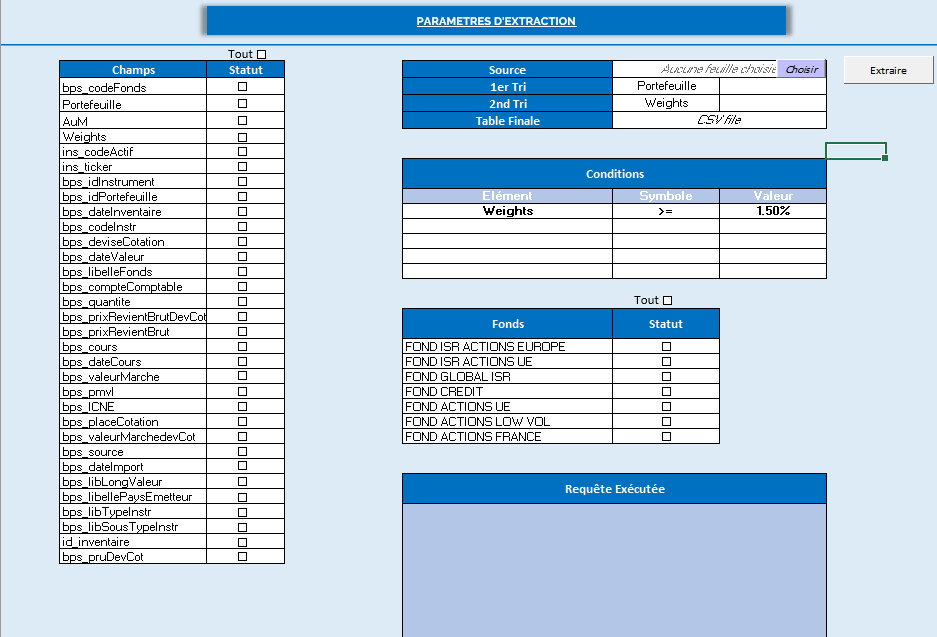 PARAMETRES D'EXTRACTION
Tout
Champs Statut
bps_codeFonds
Portefeuille
AuM
Weights
ins_codeActif
ins_ticker
bps_idInstrument
bps_idPortefeuille
bps_dateInventaire
bps_codeInstr
bps_deviseCotation
bps_dateValeur
bps_libelleFonds
bps_compteComptable
bps_quantite
bps_prixRevientBrutDevCot
bps_prixRevientBrut
bps_cours
bps_dateCours
bps_valeurMarche
bps_pmvl
bps_ICNE
bps_placeCotation
bps_valeurMarchedevCot
bps_source
bps_dateImport
bps_libLongValeur
bps_libellePaysEmetteur
bps_libTypeInstr
bps_libSousTypeInstr
id_inventaire
bps_pruDevCot
Source Aucune feuille choisie Choisir
1er Tri Portefeuille
2nd Tri Weights
Table Finale CSV file
Extraire
Conditions
Elément Symbole Valeur
Weights >= 1.50%
Tout
Fonds Statut
FOND ISR ACTIONS EUROPE
FOND ISR ACTIONS UE
FOND GLOBAL ISR
FOND CREDIT
FOND ACTIONS UE
FOND ACTIONS LOW VOL
FOND ACTIONS FRANCE
Requête Exécutée